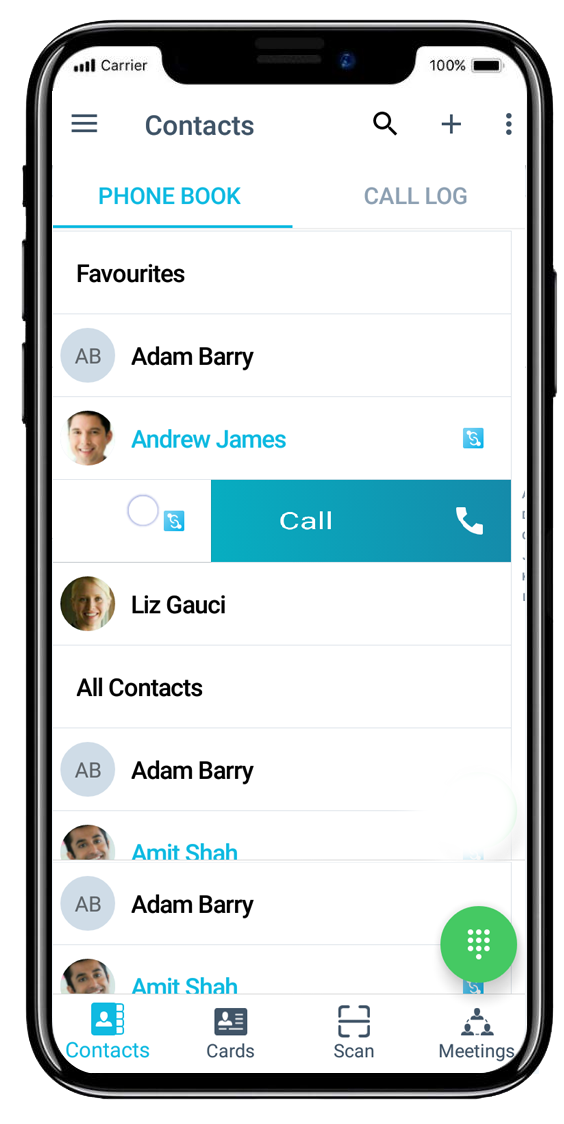 Carrier 100%
Contacts
PHONE BOOK CALL LOG
Favourites
AB Adam Barry
Andrew James
Call
Liz Gauci
All Contacts
AB Adam Barry
Amit Shah
AB Adam Barry
Amit Shah
Contacts Cards Scan Meetings